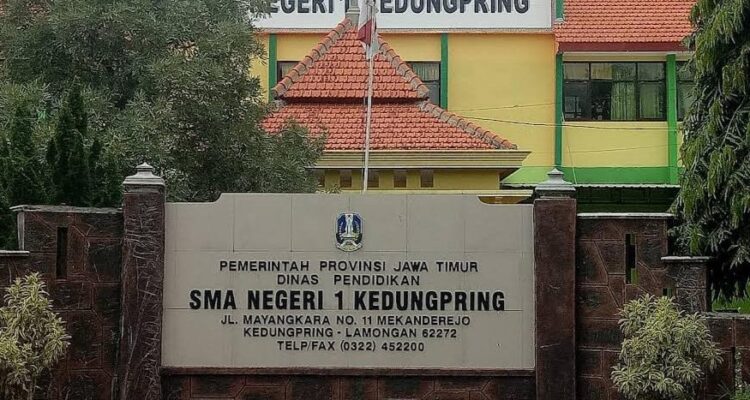 NEGERI 1 KEDUNGPRING
PEMERINTAH PROVINSI JAWA TIMUR
DINAS PENDIDIKAN
SMA NEGERI 1 KEDUNGPRING
JL. MAYANGKARA NO. 11 MEKANDEREJO
KEDUNGPRING - LAMONGAN 62272
TELP/FAX (0322) 452200